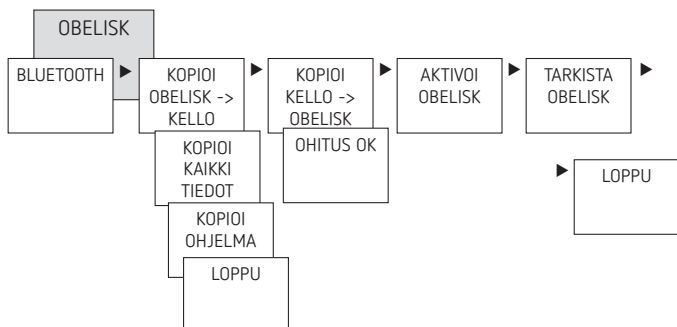 OBELISK
BLUETOOTH
KOPIOI
OBELISK ->
KELLO
KOPIOI
KAIKKI
TIEDOT
KOPIOI
OHJELMA
LOPPU
KOPIOI
KELLO ->
OBELISK
OHITUS OK
AKTIVOI
OBELISK
TARKISTA
OBELISK
LOPPU